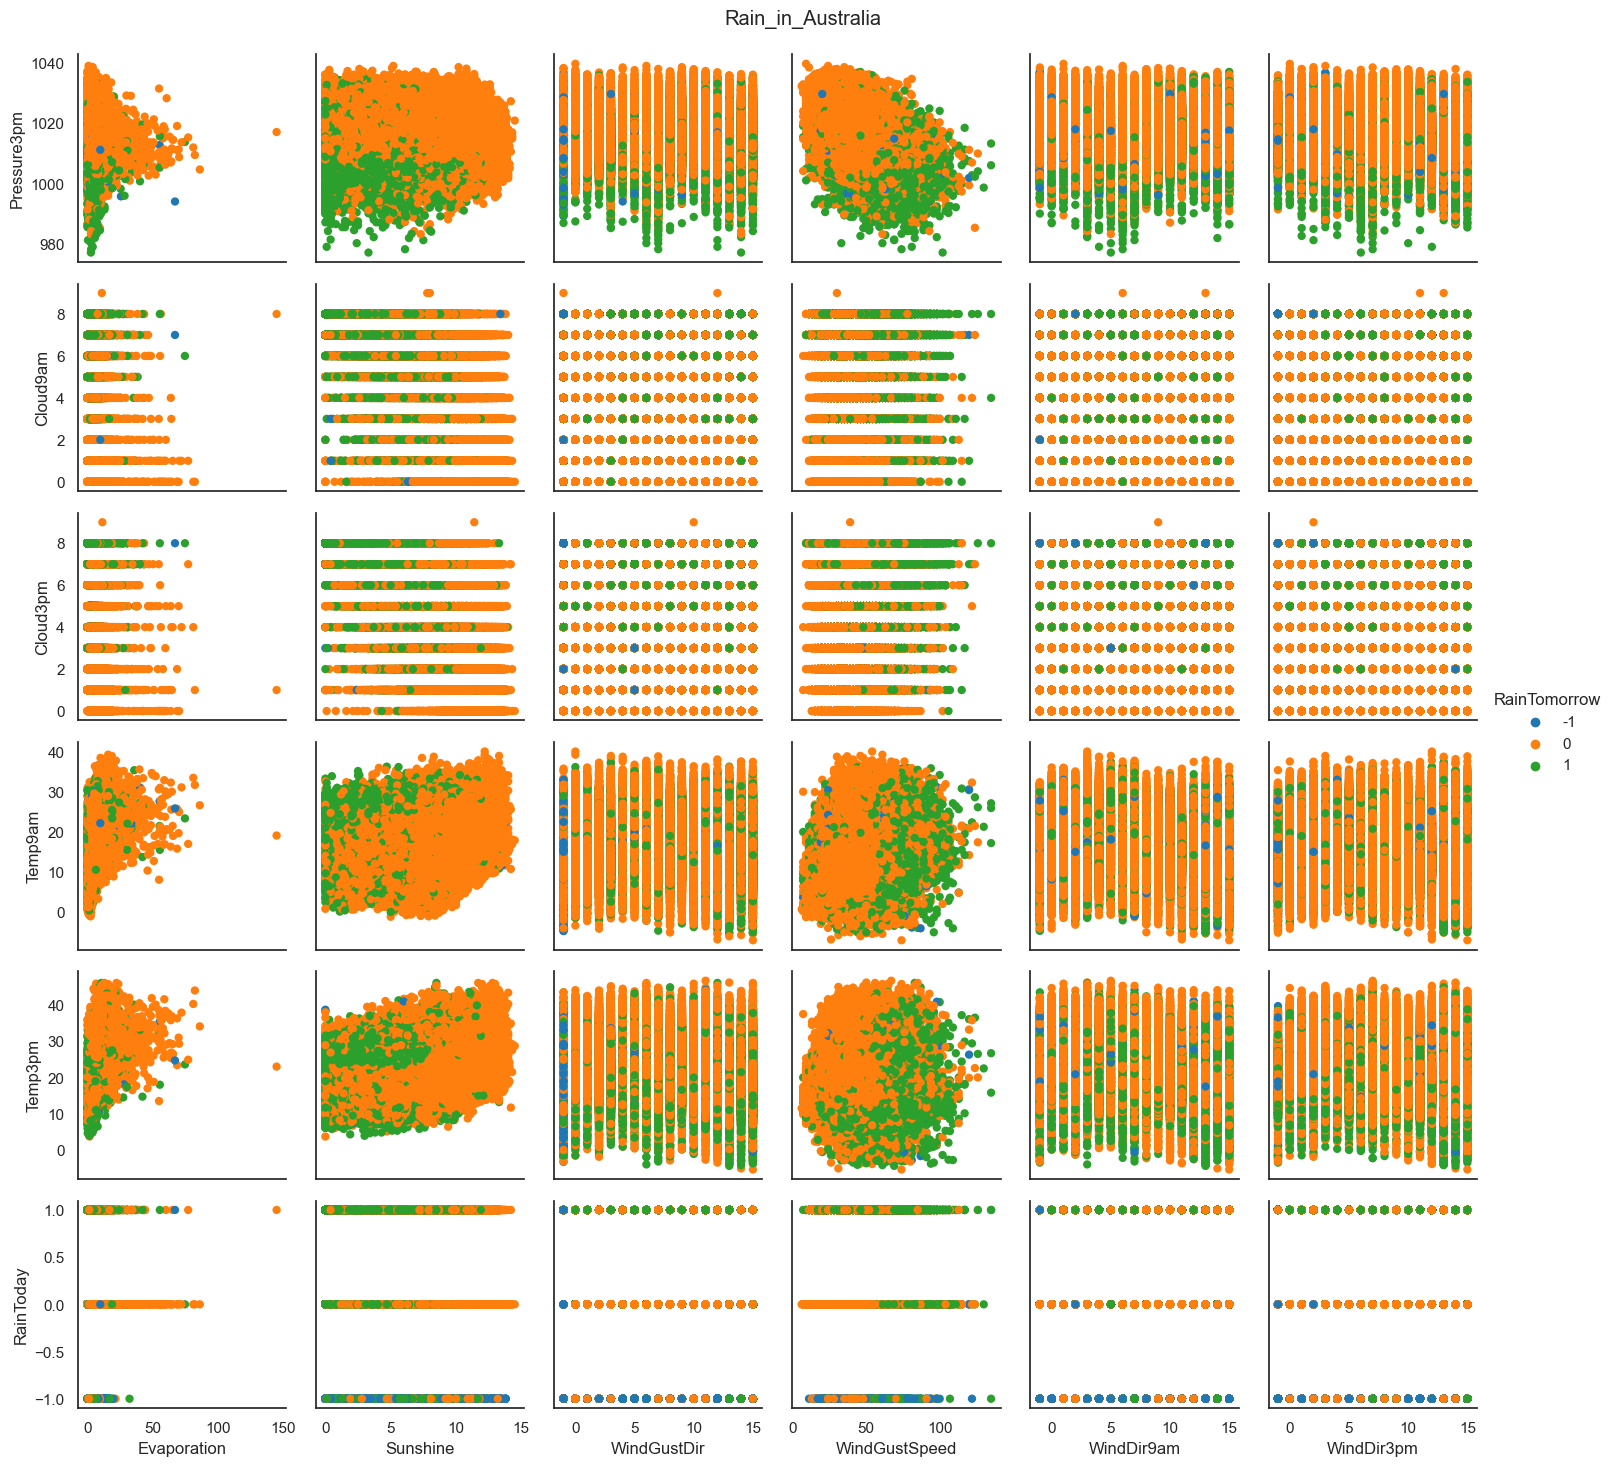 Rain_in_Australia
1040
1020
1000
980
Pressure3pm
8
6
4
2
0
Cloud9am
8
6
4
2
0
Cloud3pm
RainTomorrow
-1
0
1
40
30
20
10
0
Temp9am
40
30
20
10
0
Temp3pm
1.0
0.5
0.0
−0.5
−1.0
RainToday
0 50 100 150
0 5 10 15
0 5 10 15
0 50 100
0 5 10 15
0 5 10 15
Evaporation Sunshine WindGustDir WindGustSpeed WindDir9am WindDir3pm